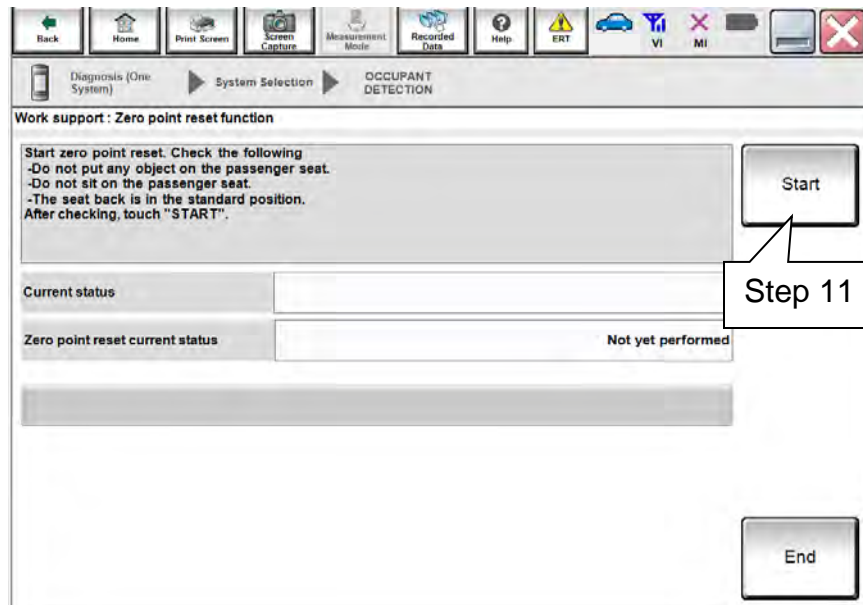 Back
Home
Print Screen
Screen
Capture
Measurement
Mode
Recorded
Data
Help
ERT
VI
MI
Diagnosis (One
System)
System Selection
OCCUPANT
DETECTION
Work support : Zero point reset function
Start zero point reset. Check the following
-Do not put any object on the passenger seat.
-Do not sit on the passenger seat.
-The seat back is in the standard position.
After checking, touch "START".
Start
Step 11
Current status
Zero point reset current status
Not yet performed
End